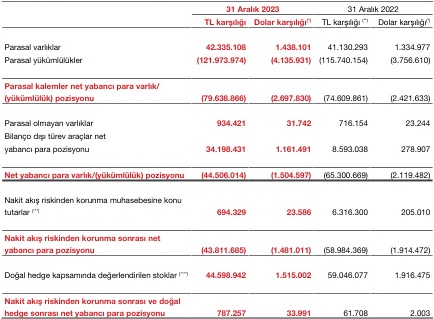 31 Aralık 2023 31 Aralık 2022
TL karşılığı Dolar karşılığı(*) TL karşılığı (**) Dolar karşılığı(*)
Parasal varlıklar 42.335.108 1.438.101 41.130.293 1.334.977
Parasal yükümlülükler (121.973.974) (4.135.931) (115.740.154) (3.756.610)
Parasal kalemler net yabancı para varlık/
(yükümlülük) pozisyonu (79.638.866) (2.697.830) (74.609.861) (2.421.633)
Parasal olmayan varlıklar 934.421 31.742 716.154 23.244
Bilanço dışı türev araçlar net
yabancı para pozisyonu 34.198.431 1.161.491 8.593.038 278.907
Net yabancı para varlık/(yükümlülük) pozisyonu (44.506.014) (1.504.597) (65.300.669) (2.119.482)
Nakit akış riskinden korunma muhasebesine konu
tutarlar (***) 694.329 23.586 6.316.300 205.010
Nakit akış riskinden korunma sonrası net
yabancı para pozisyonu (43.811.685) (1.481.011) (58.984.369) (1.914.472)
Doğal hedge kapsamında değerlendirilen stoklar (****) 44.598.942 1.515.002 59.046.077 1.916.475
Nakit akış riskinden korunma sonrası ve doğal
hedge sonrası net yabancı para pozisyonu 787.257 33.991 61.708 2.003